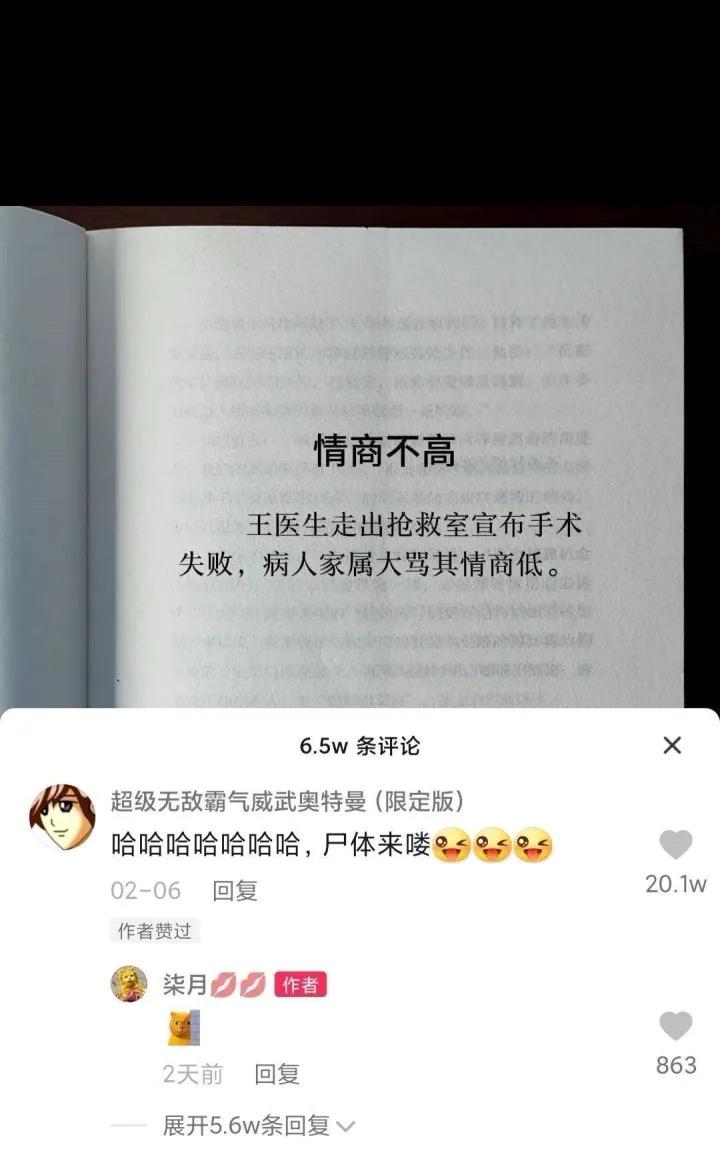 情商不高
王医生走出抢救室宣布手术
失败，病人家属大骂其情商低。
6.5w 条评论
超级无敌霸气威武奥特曼（限定版）
哈哈哈哈哈哈哈，尸体来喽😜😜😜
20.1w
02-06 回复
作者赞过
柒月💋💋 作者
863
2天前 回复
展开5.6w条回复